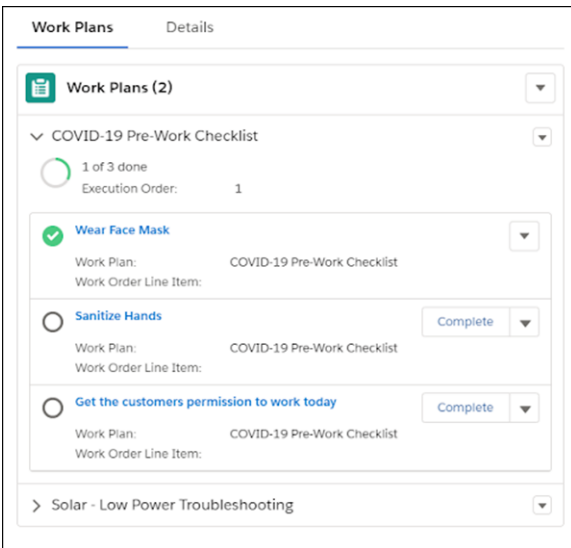 Work Plans Details
Work Plans (2)
COVID-19 Pre-Work Checklist
1 of 3 done
Execution Order: 1
Wear Face Mask
Work Plan: COVID-19 Pre-Work Checklist
Work Order Line Item:
Sanitize Hands Complete
Work Plan: COVID-19 Pre-Work Checklist
Work Order Line Item:
Get the customers permission to work today Complete
Work Plan: COVID-19 Pre-Work Checklist
Work Order Line Item:
Solar - Low Power Troubleshooting